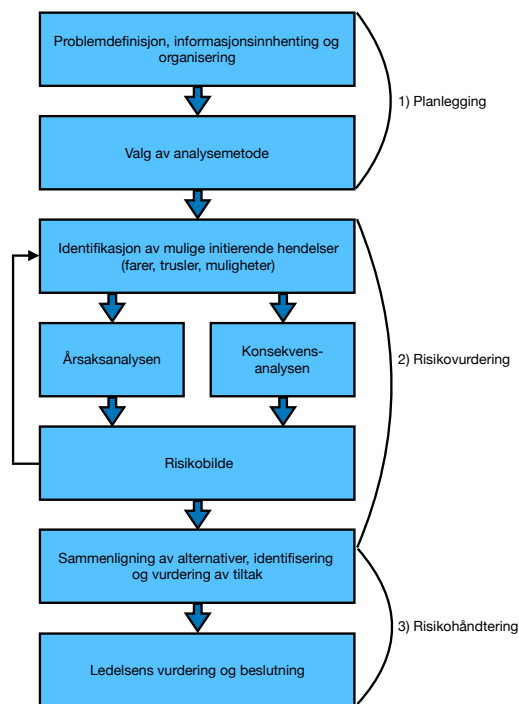 Problemdefinisjon, informasjonsinnhenting og
organisering
1) Planlegging
Valg av analysemetode
Identifikasjon av mulige initierende hendelser
(farer, trusler, muligheter)
Årsaksanalysen
Konsekvens-
analysen
2) Risikovurdering
Risikobilde
Sammenligning av alternativer, identifisering
og vurdering av tiltak
3) Risikohåndtering
Ledelsens vurdering og beslutning